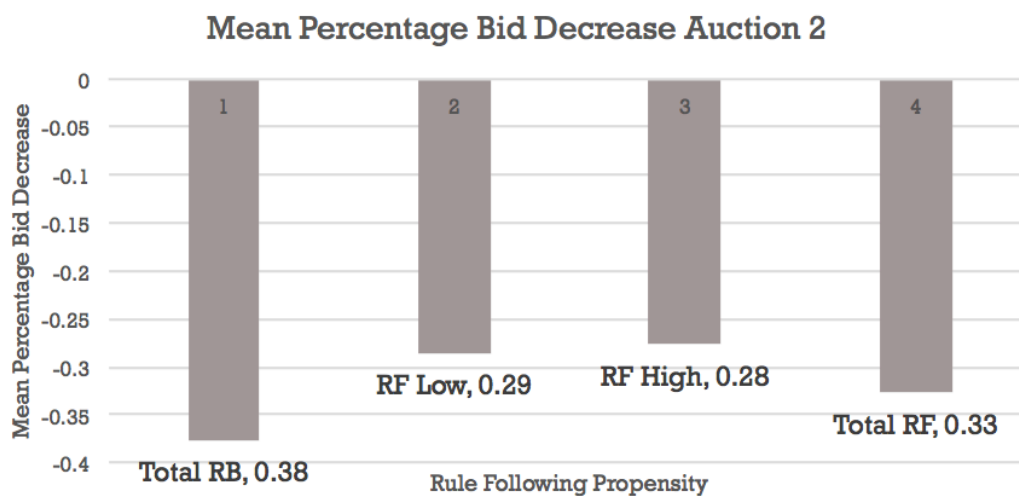 Mean Percentage Bid Decrease Auction 2
Mean Percentage Bid Decrease
0
-0.05
-0.1
-0.15
-0.2
-0.25
-0.3
-0.35
-0.4
1
2
3
4
RF Low, 0.29
RF High, 0.28
Total RF, 0.33
Total RB, 0.38
Rule Following Propensity